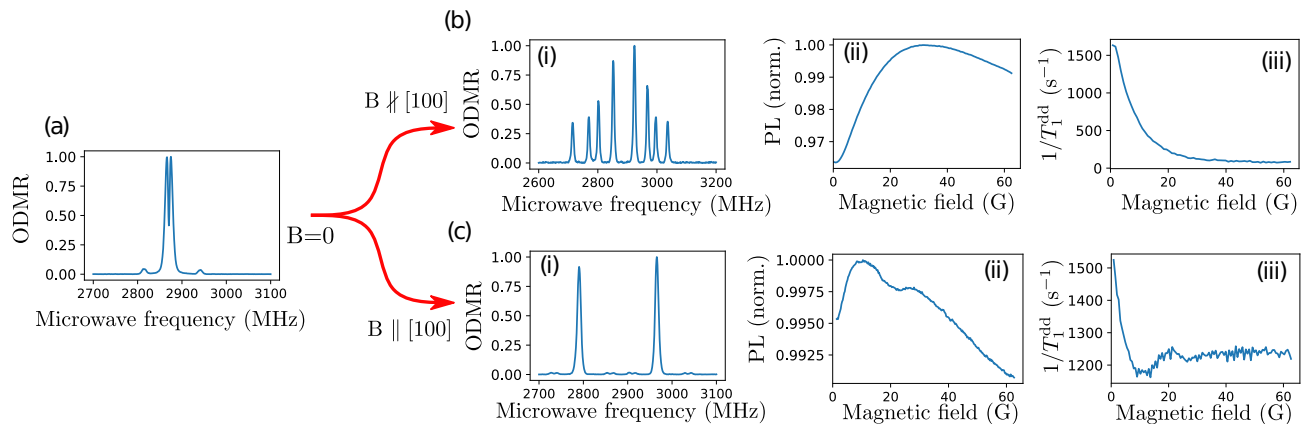 (a)
ODMR
1.00
0.75
0.50
0.25
0.00
2700 2800 2900 3000 3100
Microwave frequency (MHz)
B=0
B ∦ [100]
B ∥ [100]
(b)
(i)
ODMR
1.00
0.75
0.50
0.25
0.00
2600 2800 3000 3200
Microwave frequency (MHz)
(ii)
PL (norm.)
1.00
0.99
0.97
0 20 40 60
Magnetic field (G)
(iii)
1/T₁ᵈᵈ (s⁻¹)
1500
1000
500
0
0 20 40 60
Magnetic field (G)
(c)
(i)
ODMR
1.00
0.75
0.50
0.25
0.00
2700 2800 2900 3000 3100
Microwave frequency (MHz)
(ii)
PL (norm.)
1.0000
0.9975
0.9950
0.9925
0 20 40 60
Magnetic field (G)
(iii)
1/T₁ᵈᵈ (s⁻¹)
1500
1400
1300
1200
0 20 40 60
Magnetic field (G)